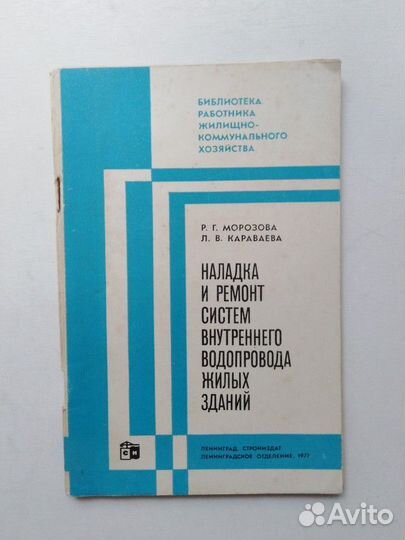 БИБЛИОТЕКА
РАБОТНИКА
ЖИЛИЩНО-
КОММУНАЛЬНОГО
ХОЗЯЙСТВА
Р. Г. МОРОЗОВА
Л. В. КАРАВАЕВА
НАЛАДКА
И РЕМОНТ
СИСТЕМ
ВНУТРЕННЕГО
ВОДОПРОВОДА
ЖИЛЫХ
ЗДАНИЙ
СИ
ЛЕНИНГРАД, СТРОЙИЗДАТ
ЛЕНИНГРАДСКОЕ ОТДЕЛЕНИЕ, 1977
Avito